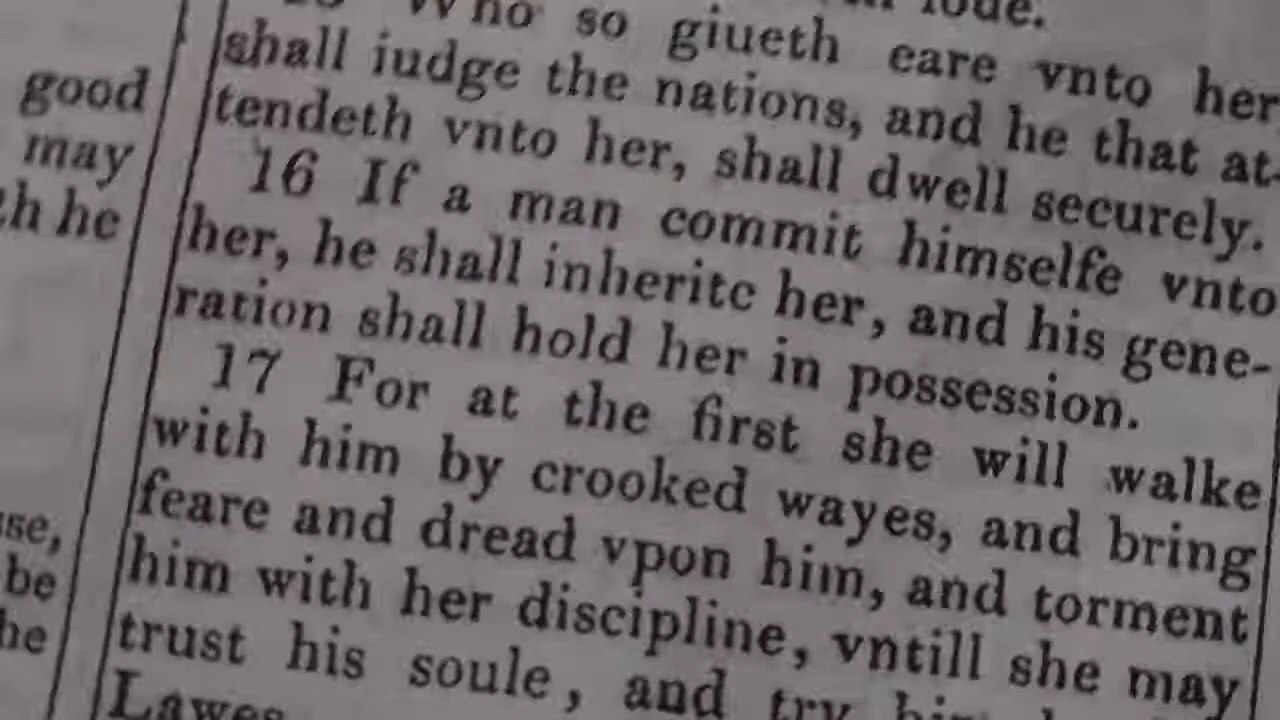 good
may
he
be
he
Who so giueth eare vnto her
shall iudge the nations, and he that at-
tendeth vnto her, shall dwell securely.
16 If a man commit himselfe vnto
her, he shall inherite her, and his gene-
ration shall hold her in possession.
17 For at the first she will walke
with him by crooked wayes, and bring
feare and dread vpon him, and torment
him with her discipline, vntill she may
trust his soule, and try
Lawes